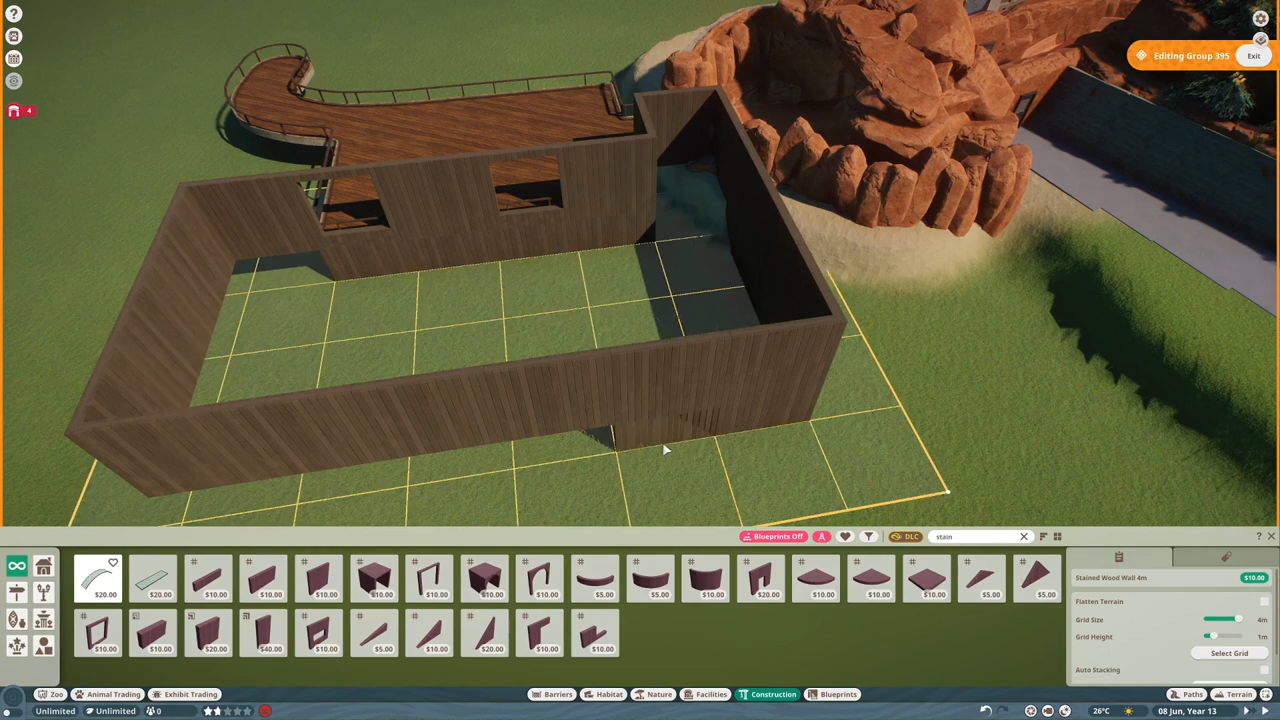 ?
Editing Group 395
Exit
4
Blueprints Off
DLC
stain
? ×
$20.00 $20.00 $10.00 $10.00 $10.00 $10.00 $10.00 $10.00 $10.00 $5.00 $5.00 $10.00 $20.00 $10.00 $10.00 $10.00 $5.00 $5.00
$10.00 $10.00 $20.00 $40.00 $10.00 $5.00 $10.00 $20.00 $10.00 $10.00
Stained Wood Wall 4m $10.00
Flatten Terrain
Grid Size 4m
Grid Height 1m
Select Grid
Auto Stacking
Zoo Animal Trading Exhibit Trading Barriers Habitat Nature Facilities Construction Blueprints Paths Terrain
Unlimited Unlimited 0 26°C 08 Jun, Year 13